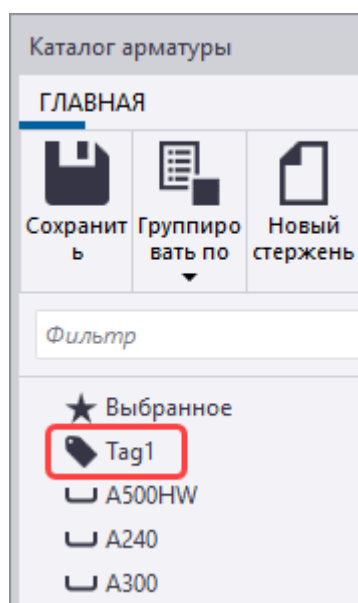 Каталог арматуры
ГЛАВНАЯ
Сохранит
ь
Группиро
вать по
Новый
стержень
Фильтр
Выбранное
Tag1
A500HW
A240
A300